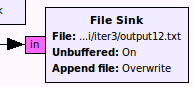 File Sink
in
File: ...i/iter3/output12.txt
Unbuffered: On
Append file: Overwrite